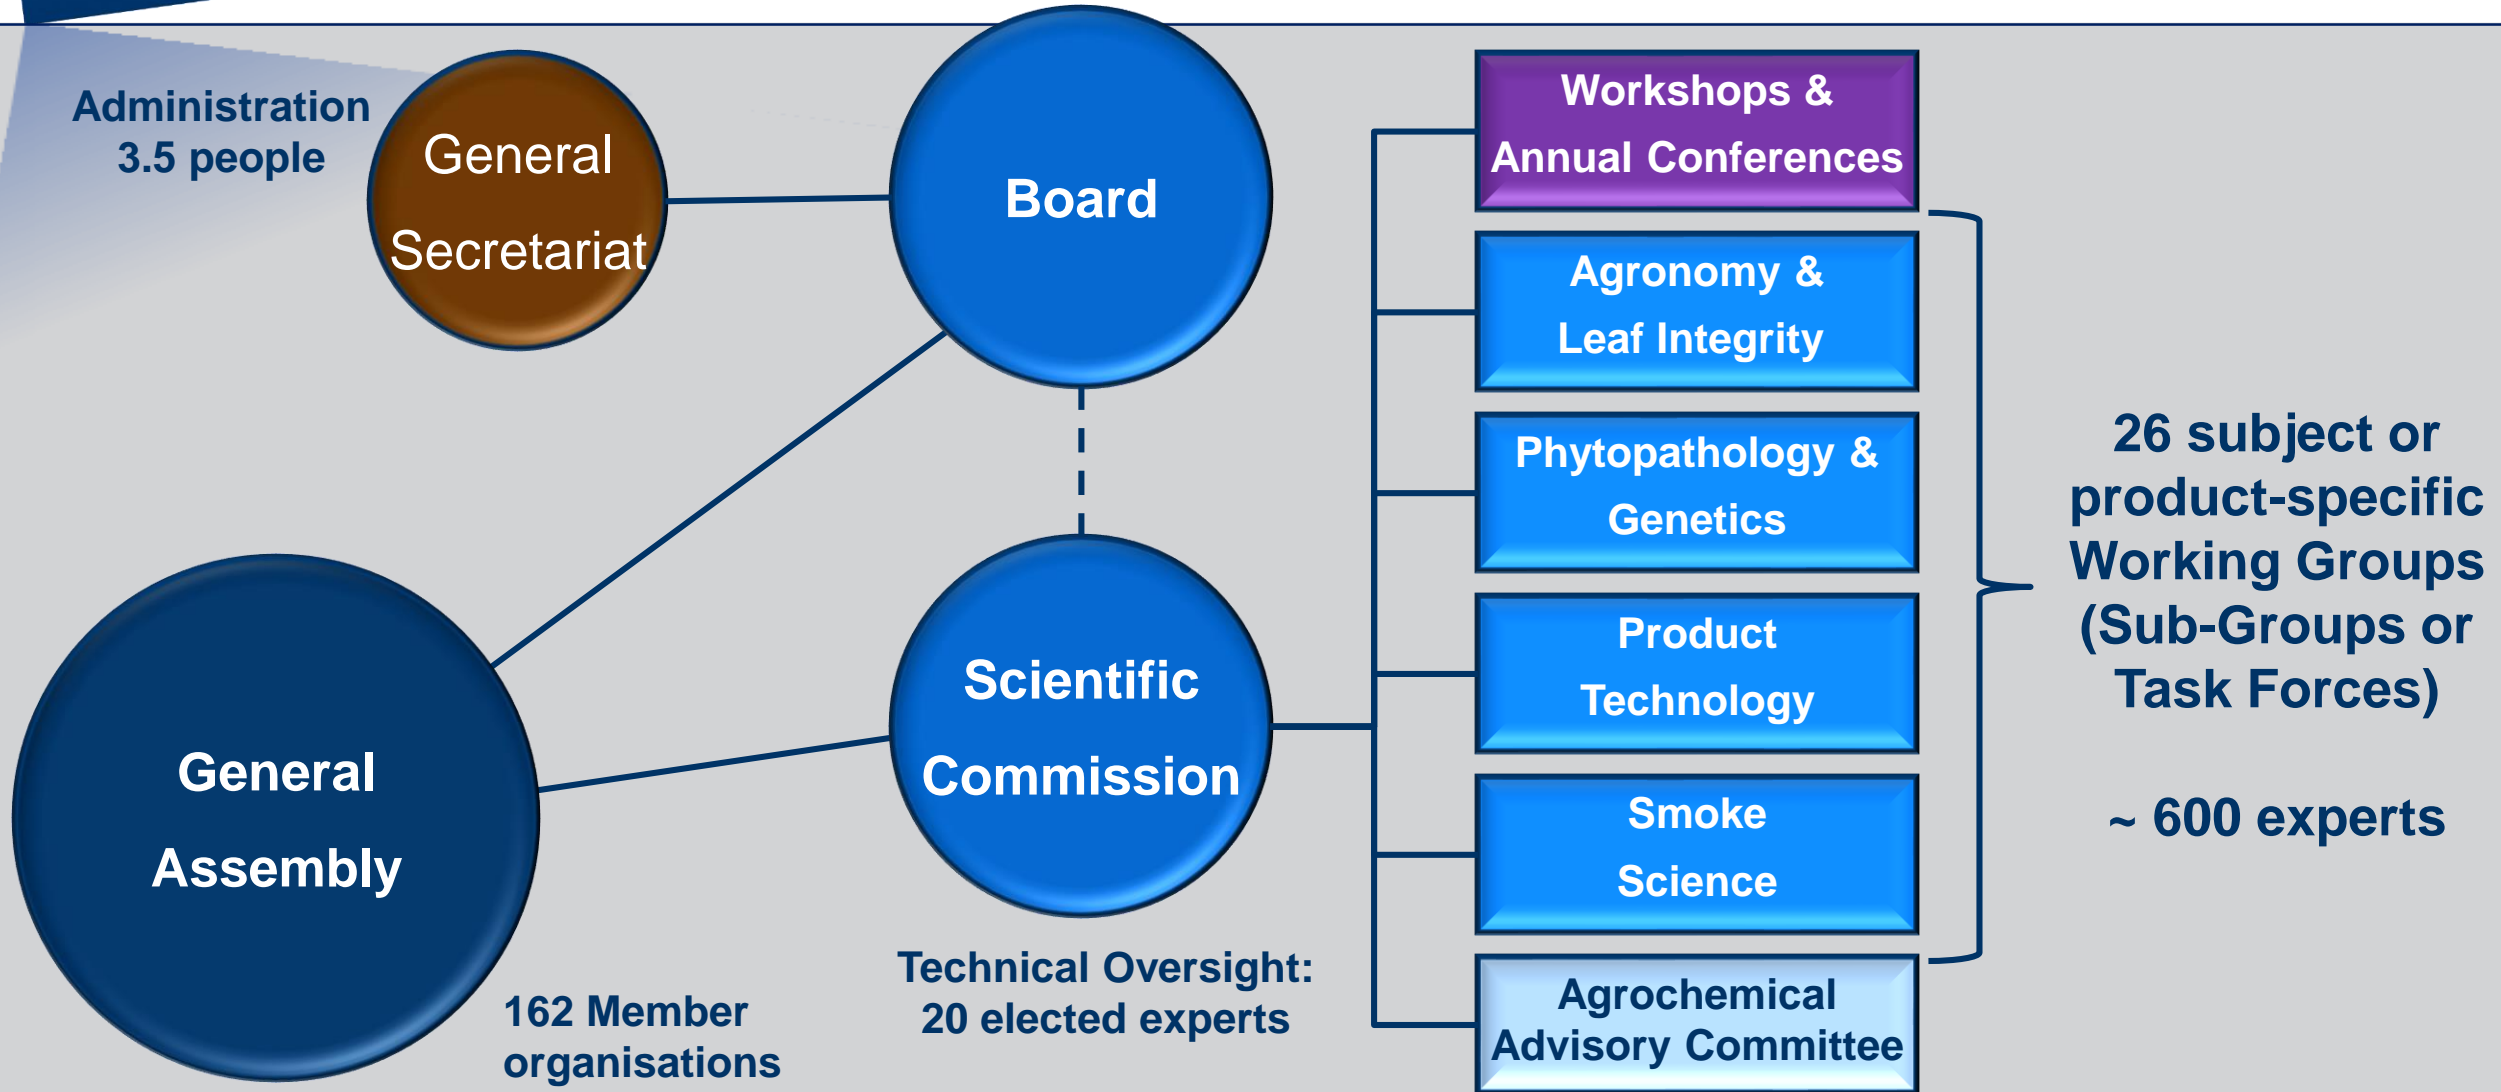 Administration
3.5 people
General
Secretariat
Board
General
Assembly
162 Member
organisations
Scientific
Commission
Technical Oversight:
20 elected experts
Workshops &
Annual Conferences
Agronomy &
Leaf Integrity
Phytopathology &
Genetics
Product
Technology
Smoke
Science
Agrochemical
Advisory Committee
26 subject or
product-specific
Working Groups
(Sub-Groups or
Task Forces)
~ 600 experts